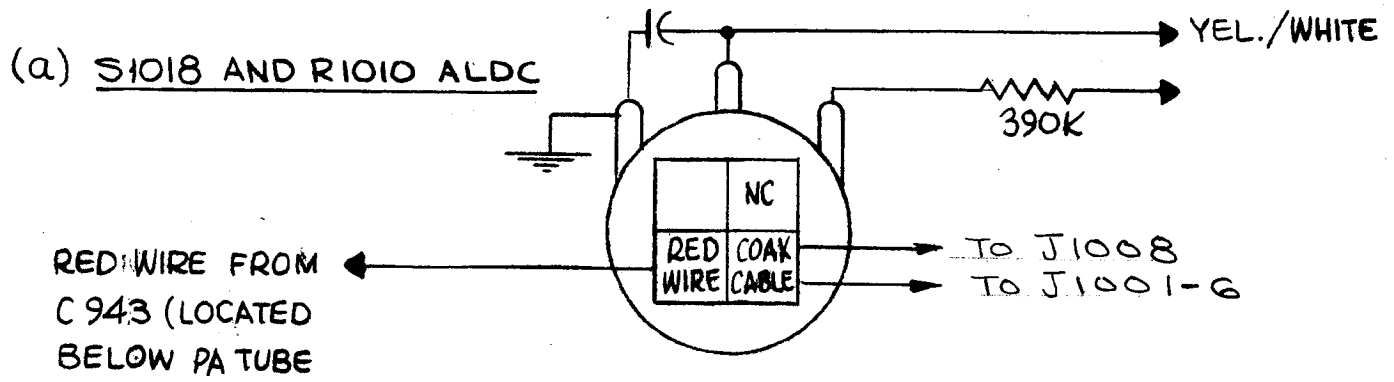 YEL./WHITE
(a) S1018 AND R1010 ALDC
390K
NC
RED WIRE
COAX CABLE
TO J1008
TO J1001-6
RED WIRE FROM
C 943 (LOCATED
BELOW PA TUBE